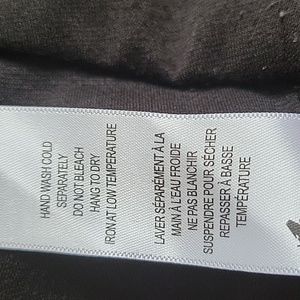 HAND WASH COLD
SEPARATELY
DO NOT BLEACH
HANG TO DRY
IRON AT LOW TEMPERATURE
LAVER SÉPARÉMENT À LA
MAIN À L'EAU FROIDE
NE PAS BLANCHIR
SUSPENDRE POUR SÉCHER
REPASSER À BASSE
TEMPÉRATURE